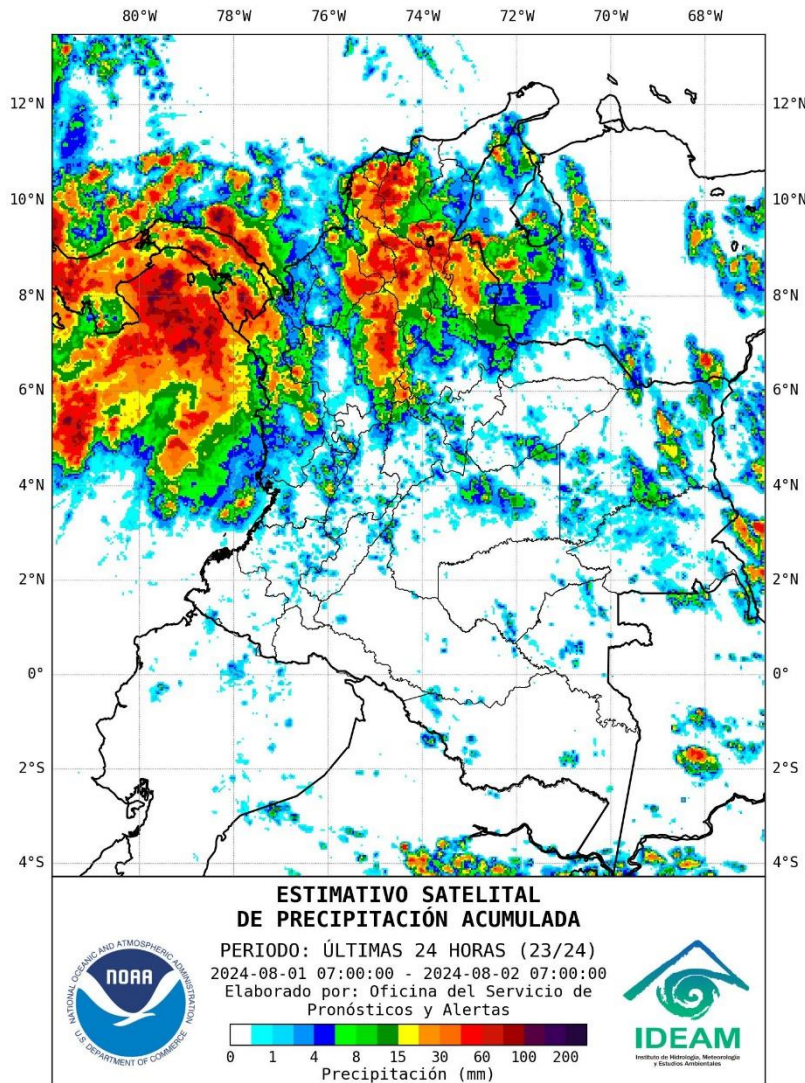 80°W 78°W 76°W 74°W 72°W 70°W 68°W
12°N 12°N
10°N 10°N
8°N 8°N
6°N 6°N
4°N 4°N
2°N 2°N
0° 0°
2°S 2°S
4°S 4°S
ESTIMATIVO SATELITAL
DE PRECIPITACIÓN ACUMULADA
PERIODO: ÚLTIMAS 24 HORAS (23/24)
2024-08-01 07:00:00 - 2024-08-02 07:00:00
Elaborado por: Oficina del Servicio de
Pronósticos y Alertas
0 1 4 8 15 30 60 100 200
Precipitación (mm)
NATIONAL OCEANIC AND ATMOSPHERIC ADMINISTRATION
NOAA
U.S. DEPARTMENT OF COMMERCE
IDEAM
Instituto de Hidrología, Meteorología
y Estudios Ambientales